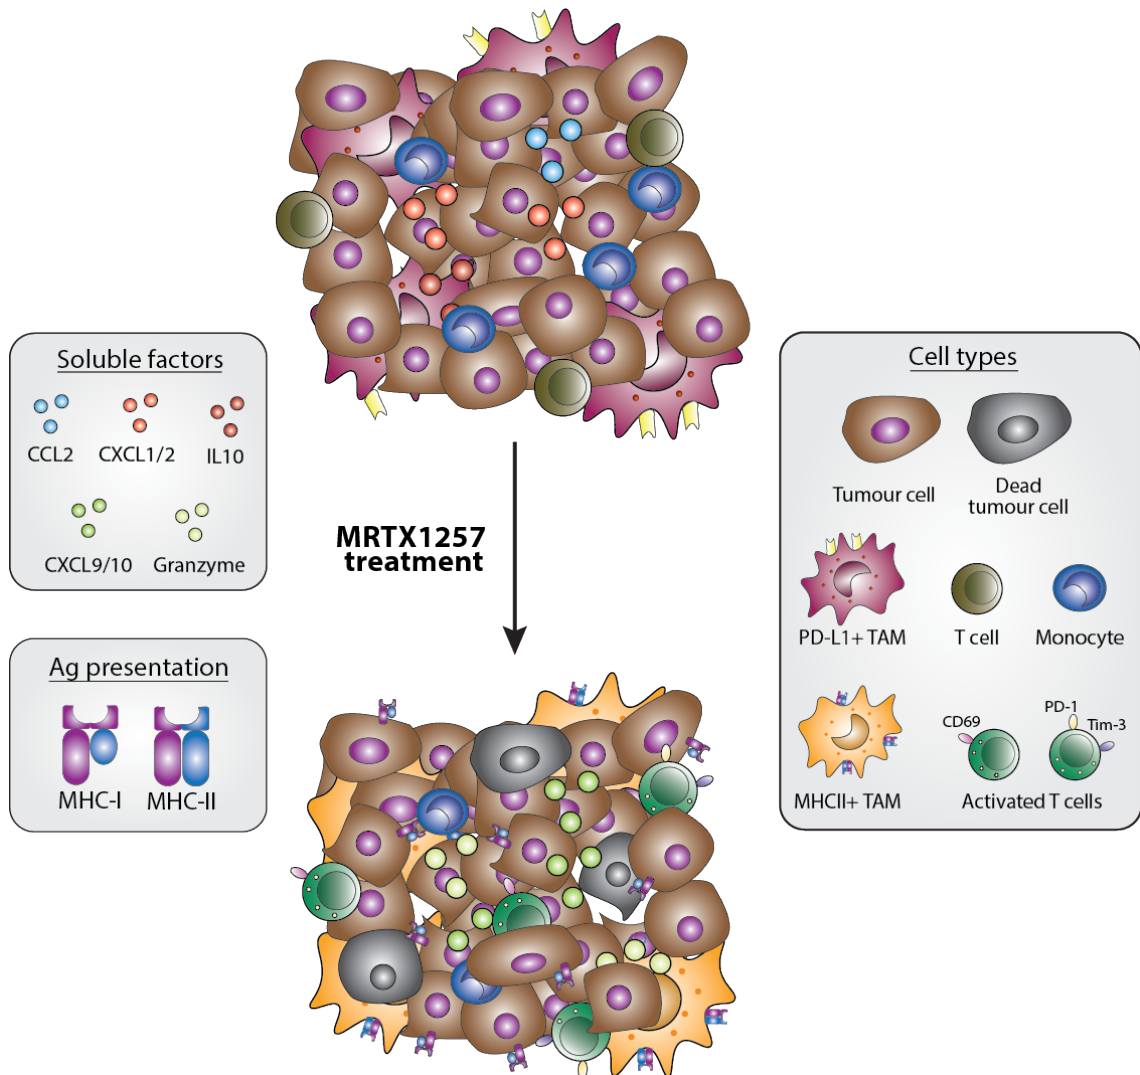 Soluble factors
CCL2
CXCL1/2
IL10
CXCL9/10
Granzyme
Ag presentation
MHC-I
MHC-II
MRTX1257
treatment
Cell types
Tumour cell
Dead
tumour cell
PD-L1+ TAM
T cell
Monocyte
CD69
PD-1
Tim-3
MHCII+ TAM
Activated T cells